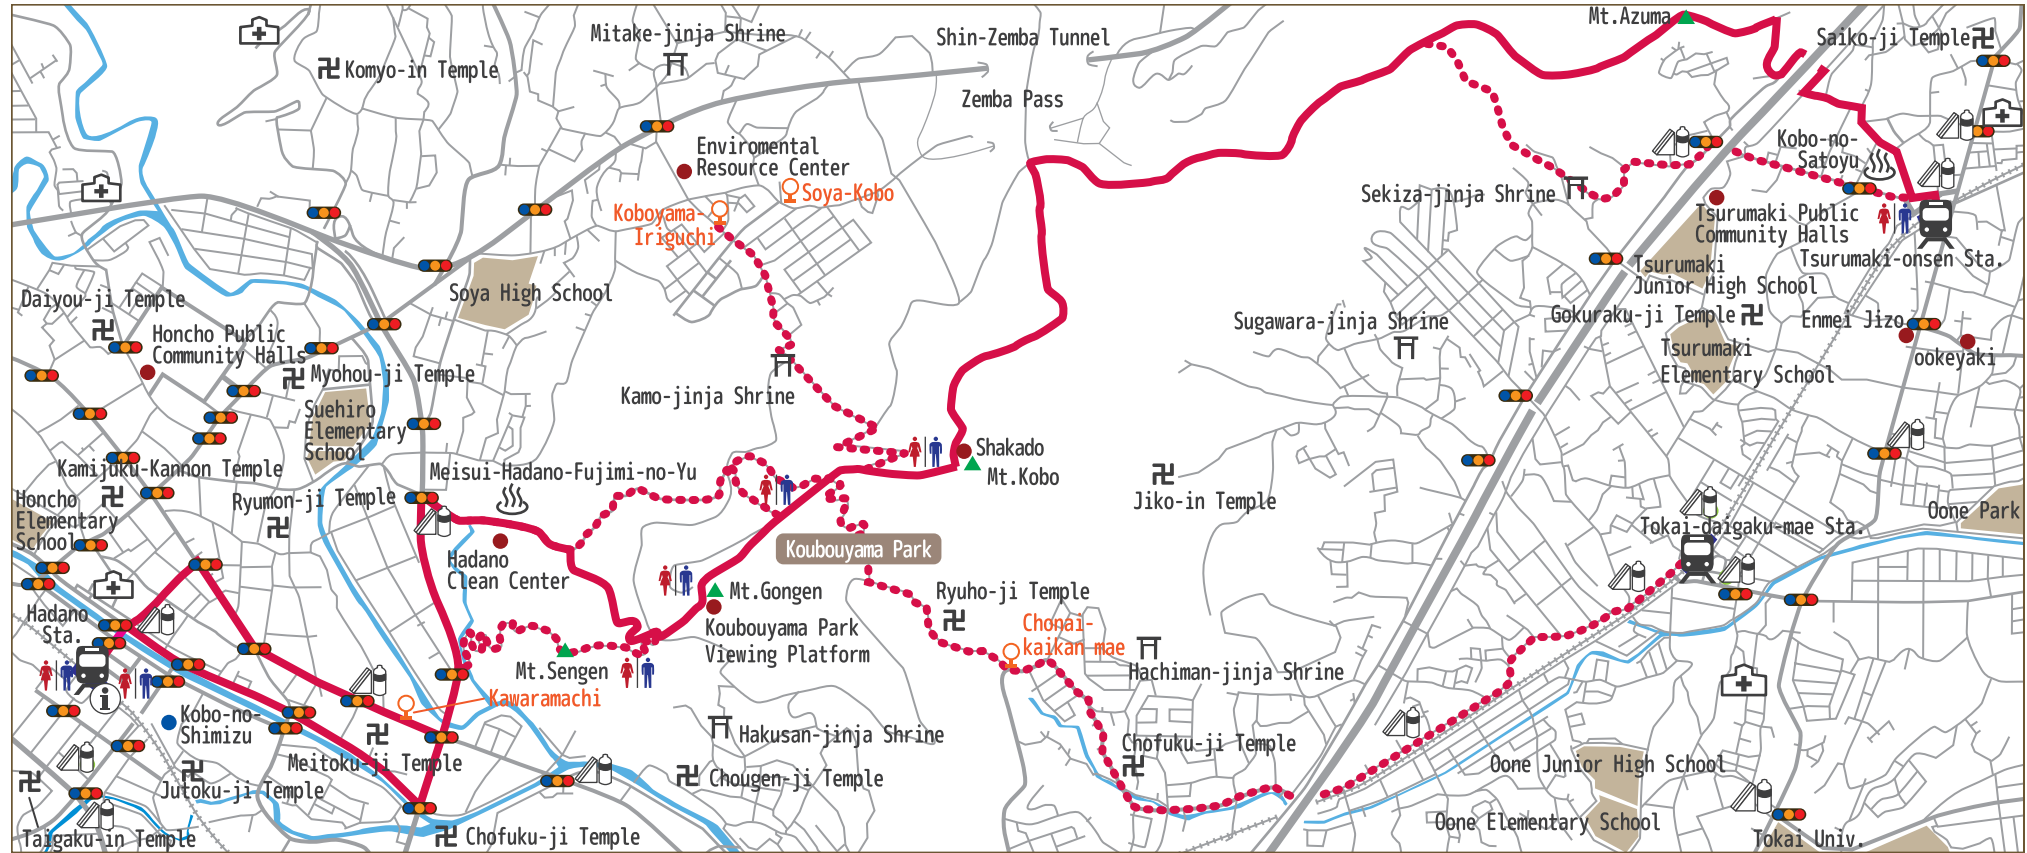 Mt.Azuma
Mitake-jinja Shrine
Shin-Zemba Tunnel
Saiko-ji Temple
Komyo-in Temple
Zemba Pass
Enviromental
Resource Center
Kobo-no-
Satoyu
Soya-Kobo
Sekiza-jinja Shrine
Koboyama-
Iriguchi
Tsurumaki Public
Community Halls
Tsurumaki-onsen Sta.
Tsurumaki
Junior High School
Soya High School
Daiyou-ji Temple
Gokuraku-ji Temple
Enmei Jizo
Sugawara-jinja Shrine
Honcho Public
Community Halls
Tsurumaki
Elementary School
ookeyaki
Myohou-ji Temple
Kamo-jinja Shrine
Suehiro
Elementary
School
Shakado
Mt.Kobo
Kamijuku-Kannon Temple
Meisui-Hadano-Fujimi-no-Yu
Jiko-in Temple
Honcho
Elementary
School
Ryumon-ji Temple
Oone Park
Tokai-daigaku-mae Sta.
Koubouyama Park
Hadano
Clean Center
Mt.Gongen
Ryuho-ji Temple
Hadano
Sta.
Chonai-
kaikan-mae
Koubouyama Park
Viewing Platform
Mt.Sengen
Hachiman-jinja Shrine
Kawaramachi
Kobo-no-
Shimizu
Hakusan-jinja Shrine
Chofuku-ji Temple
Meitoku-ji Temple
Oone Junior High School
Chougen-ji Temple
Jutoku-ji Temple
Oone Elementary School
Taigaku-in Temple
Chofuku-ji Temple
Tokai Univ.